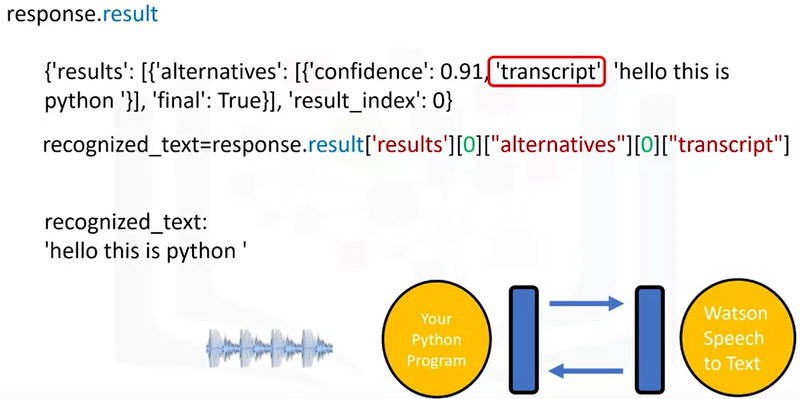 response.result
{'results': [{'alternatives': [{'confidence': 0.91, 'transcript' 'hello this is
python '}], 'final': True}], 'result_index': 0}
recognized_text=response.result['results'][0]["alternatives"][0]["transcript"]
recognized_text:
'hello this is python '
Your
Python
Program
Watson
Speech
to Text